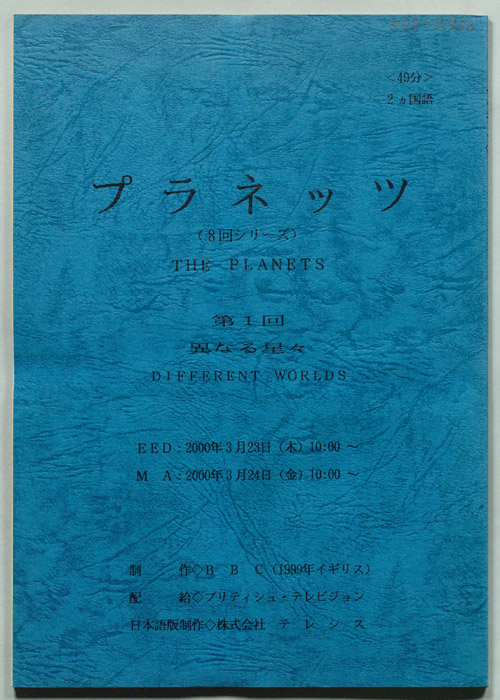 <49分>
2ヵ国語
プラネッツ
(8回シリーズ)
THE PLANETS
第1回
異なる星々
DIFFERENT WORLDS
EED:2000年3月23日(木)10:00～
M A:2000年3月24日(金)10:00～
制 作◇B B C(1999年イギリス)
配 給◇ブリティシュ・テレビジョン
日本語版制作◇株式会社 テレシス